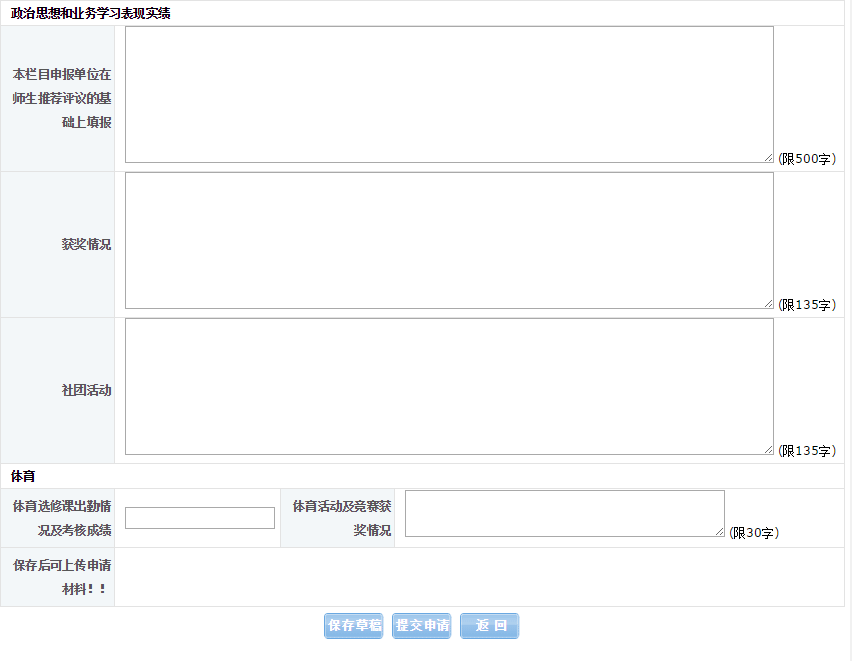 政治思想和业务学习表现实绩
本栏目申报单位在
师生推荐评议的基
础上填报
(限500字)
获奖情况
(限135字)
社团活动
(限135字)
体育
体育选修课出勤情
况及考核成绩
体育活动及竞赛获
奖情况
(限30字)
保存后可上传申请
材料！！
保存草稿 提交申请 返 回